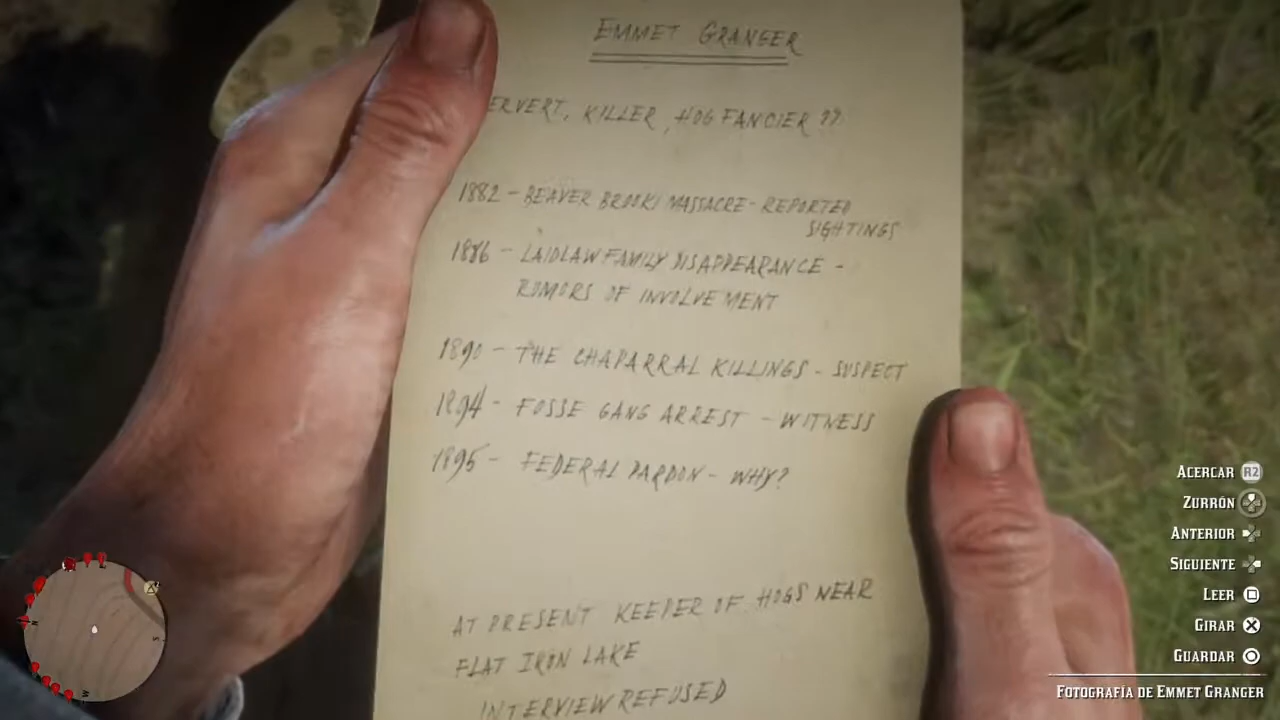 EMMET GRANGER
ERVERT, KILLER, HOG FANCIER ??
1882 - BEAVER BROOK MASSACRE - REPORTED
SIGHTINGS
1886 - LAIDLAW FAMILY DISAPPEARANCE -
RUMORS OF INVOLVEMENT
1890 - THE CHAPARRAL KILLINGS - SUSPECT
1894 - FOSSE GANG ARREST - WITNESS
1895 - FEDERAL PARDON - WHY?
AT PRESENT KEEPER OF HOGS NEAR
FLAT IRON LAKE
INTERVIEW REFUSED
ACERCAR R2
ZURRÓN
ANTERIOR
SIGUIENTE
LEER
GIRAR
GUARDAR
FOTOGRAFÍA DE EMMET GRANGER